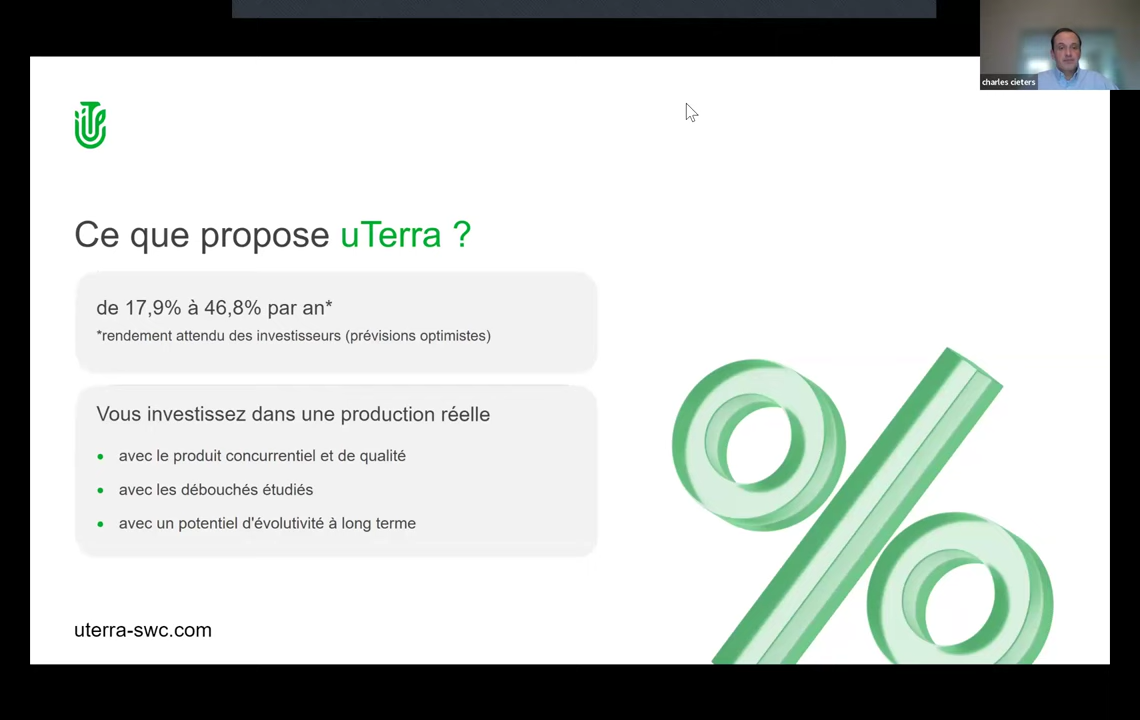 charles cieters
Ce que propose uTerra ?
de 17,9% à 46,8% par an*
*rendement attendu des investisseurs (prévisions optimistes)
Vous investissez dans une production réelle
• avec le produit concurrentiel et de qualité
• avec les débouchés étudiés
• avec un potentiel d'évolutivité à long terme
uterra-swc.com
%